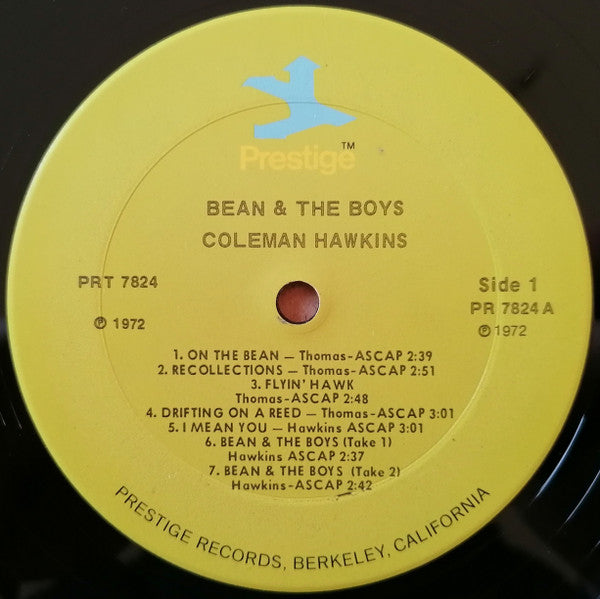 Prestige™
BEAN & THE BOYS
COLEMAN HAWKINS
PRT 7824
℗ 1972
Side 1
PR 7824 A
℗ 1972
1. ON THE BEAN — Thomas-ASCAP 2:39
2. RECOLLECTIONS — Thomas-ASCAP 2:51
3. FLYIN' HAWK
Thomas-ASCAP 2:48
4. DRIFTING ON A REED — Thomas-ASCAP 3:01
5. I MEAN YOU — Hawkins ASCAP 3:01
6. BEAN & THE BOYS (Take 1)
Hawkins ASCAP 2:37
7. BEAN & THE BOYS (Take 2)
Hawkins-ASCAP 2:42
PRESTIGE RECORDS, BERKELEY, CALIFORNIA